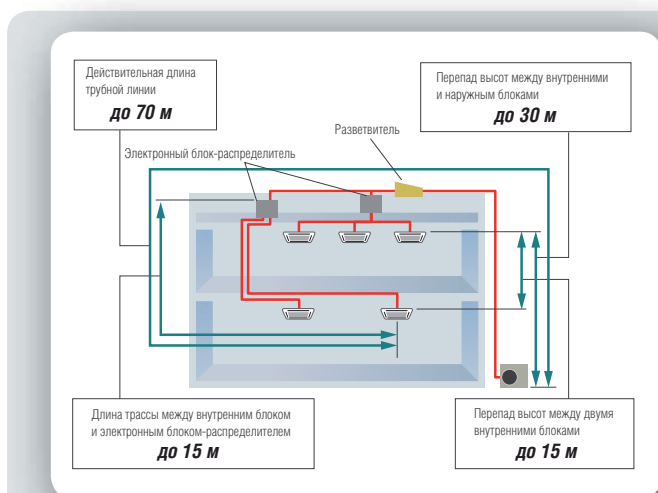 Действительная длина
трубной линии
до 70 м
Перепад высот между внутренними
и наружным блоками
до 30 м
Разветвитель
Электронный блок-распределитель
Длина трассы между внутренним блоком
и электронным блоком-распределителем
до 15 м
Перепад высот между двумя
внутренними блоками
до 15 м